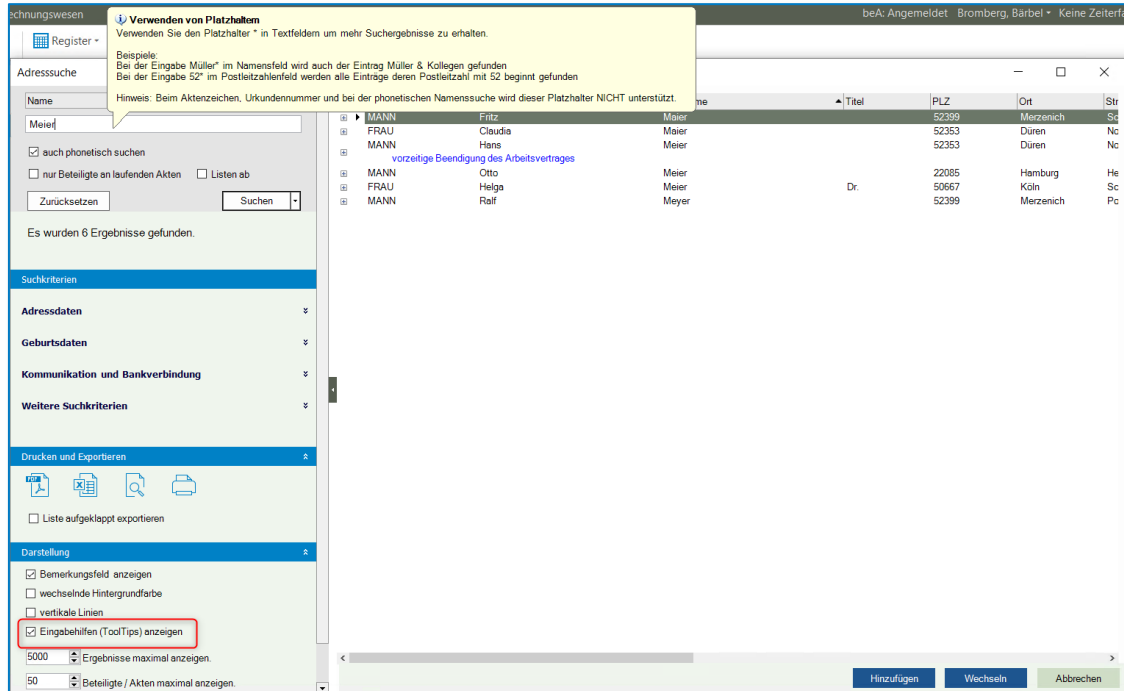 chnungswesen
beA: Angemeldet Bromberg, Bärbel Keine Zeiterfa
Verwenden von Platzhaltern
Verwenden Sie den Platzhalter * in Textfeldern um mehr Suchergebnisse zu erhalten.
Beispiele:
Bei der Eingabe Müller* im Namensfeld wird auch der Eintrag Müller & Kollegen gefunden
Bei der Eingabe 52* im Postleitzahlenfeld werden alle Einträge deren Postleitzahl mit 52 beginnt gefunden
Hinweis: Beim Aktenzeichen, Urkundennummer und bei der phonetischen Namenssuche wird dieser Platzhalter NICHT unterstützt.
Register
Adresssuche
Name
Meier
auch phonetisch suchen
nur Beteiligte an laufenden Akten Listen ab
Zurücksetzen Suchen
Es wurden 6 Ergebnisse gefunden.
Suchkriterien
Adressdaten
Geburtsdaten
Kommunikation und Bankverbindung
Weitere Suchkriterien
Drucken und Exportieren
PDF
Liste aufgeklappt exportieren
Darstellung
Bemerkungsfeld anzeigen
wechselnde Hintergrundfarbe
vertikale Linien
Eingabehilfen (ToolTips) anzeigen
5000 Ergebnisse maximal anzeigen.
50 Beteiligte / Akten maximal anzeigen.
me Titel PLZ Ort Str
MANN Fritz Maier 52399 Merzenich Sc
FRAU Claudia Maier 52353 Düren No
MANN Hans Meier 52353 Düren No
vorzeitige Beendigung des Arbeitsvertrages
MANN Otto Meier 22085 Hamburg He
FRAU Helga Meier Dr. 50667 Köln Sc
MANN Ralf Meyer 52399 Merzenich Po
Hinzufügen Wechseln Abbrechen